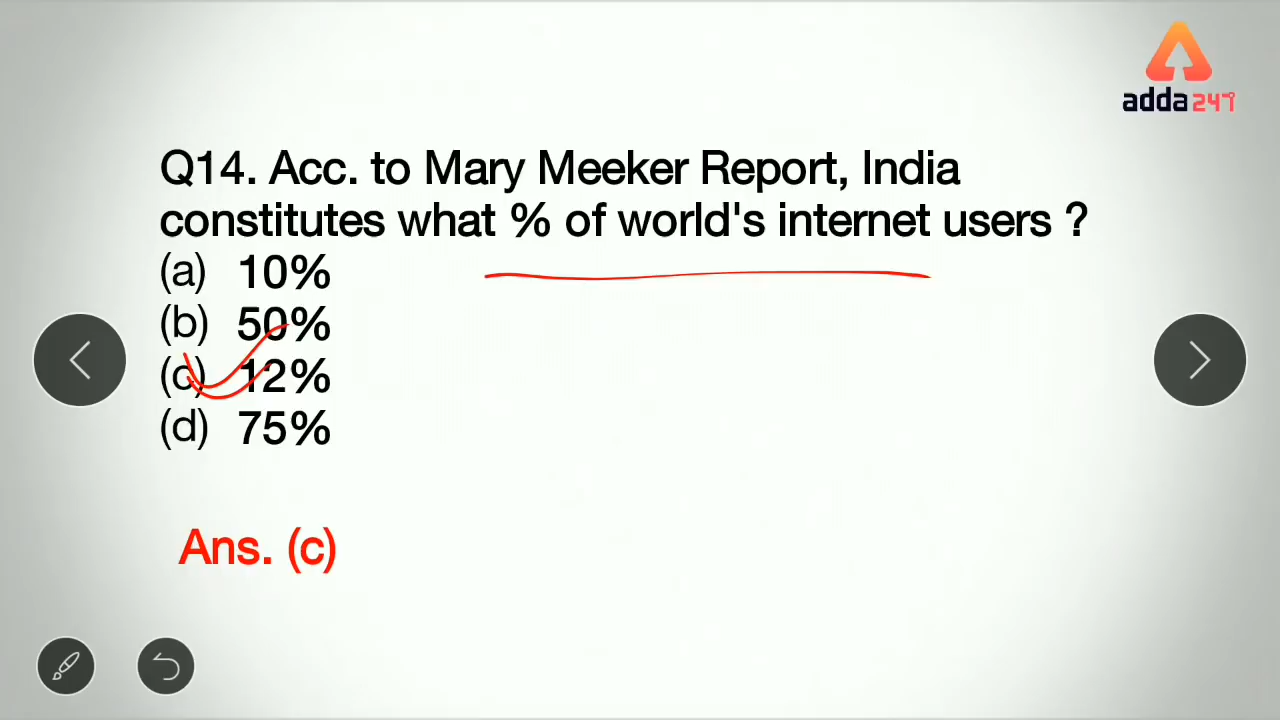 adda247
Q14. Acc. to Mary Meeker Report, India
constitutes what % of world's internet users ?
(a) 10%
(b) 50%
(c) 12%
(d) 75%
Ans. (c)